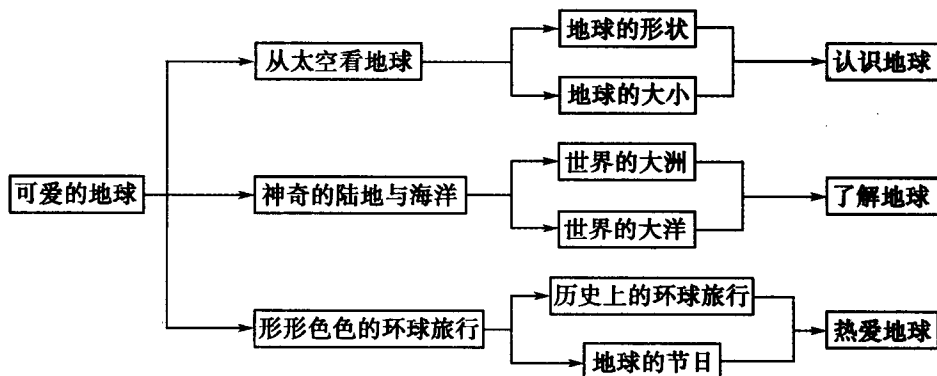 从太空看地球
地球的形状
地球的大小
认识地球
可爱的地球
神奇的陆地与海洋
世界的大洲
世界的大洋
了解地球
形形色色的环球旅行
历史上的环球旅行
地球的节日
热爱地球